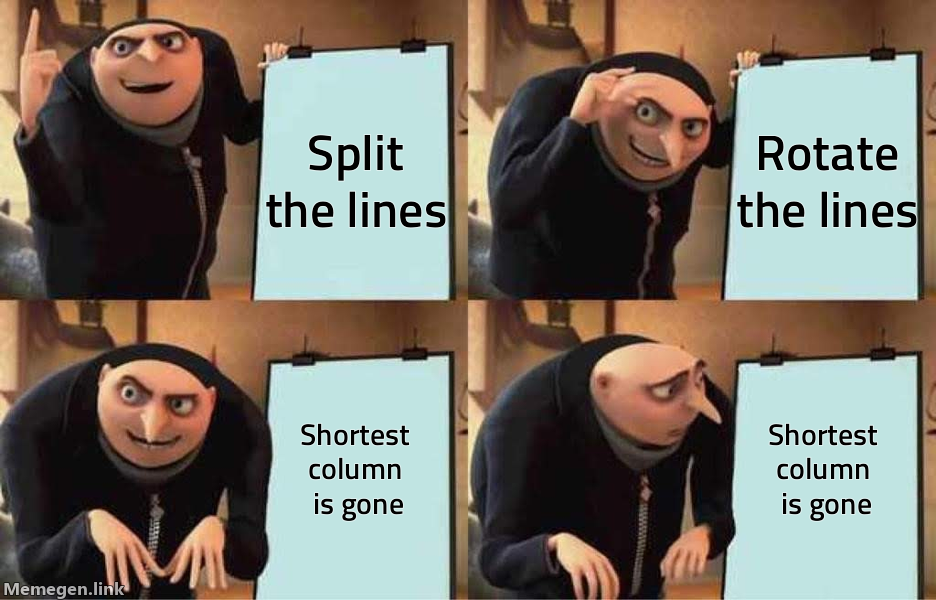 Split
the lines
Rotate
the lines
Shortest
column
is gone
Shortest
column
is gone
Memegen.link